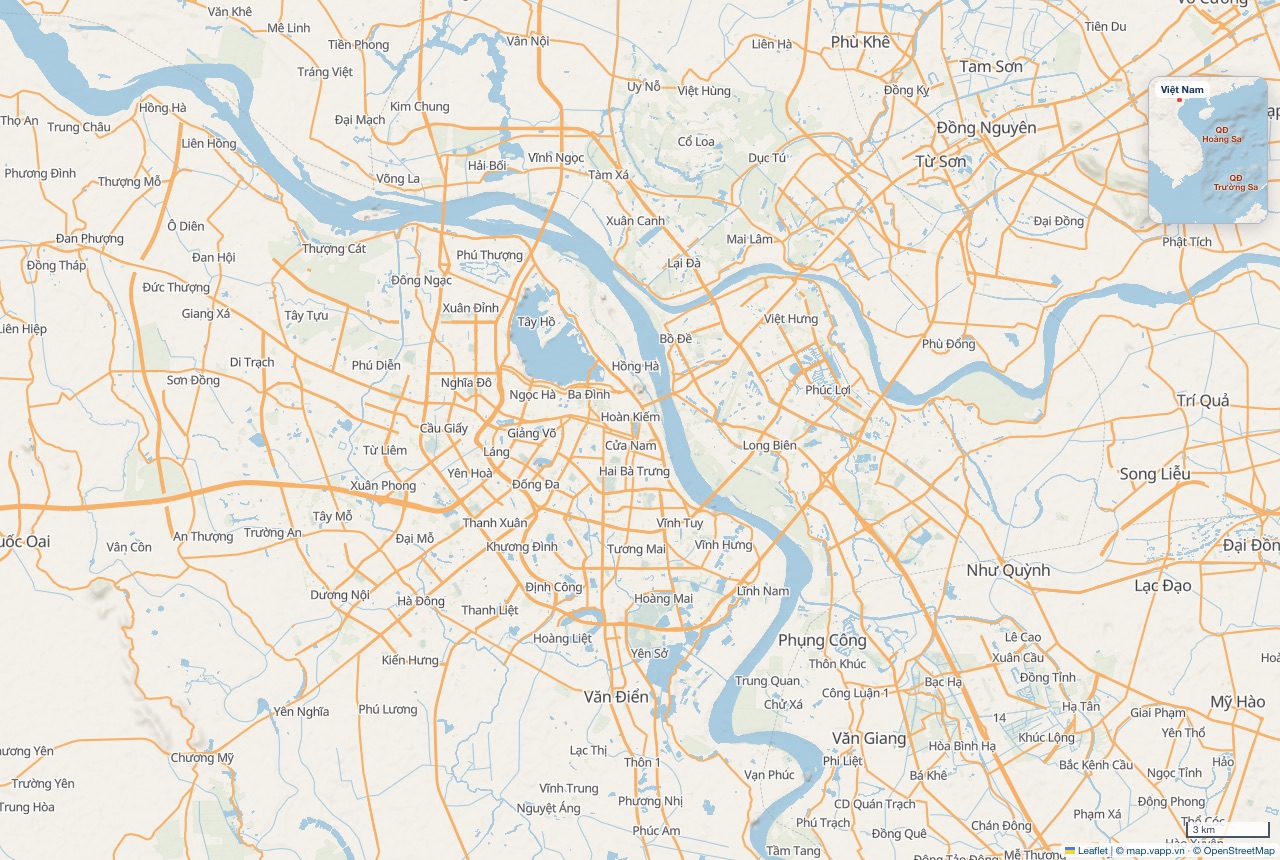 Văn Khê
Mê Linh
Tiền Phong
Vân Nội
Liên Hà
Phù Khê
Tiên Du
Tráng Việt
Tam Sơn
Uy Nỗ
Việt Hùng
Đồng Kỵ
Việt Nam
Hồng Hà
Kim Chung
Thọ An
Trung Châu
Đại Mạch
Đồng Nguyên
QĐ
Hoàng Sa
Liên Hồng
Cổ Loa
Hải Bối
Vĩnh Ngọc
Dục Tú
Từ Sơn
Phương Đình
Thượng Mỗ
Võng La
Tàm Xá
QĐ
Trường Sa
Ô Diên
Xuân Canh
Đại Đồng
Đan Phượng
Thượng Cát
Mai Lâm
Phật Tích
Đồng Tháp
Đan Hội
Phú Thượng
Lại Đà
Đông Ngạc
Đức Thượng
Giang Xá
Tây Tựu
Xuân Đỉnh
Tây Hồ
Việt Hưng
Liên Hiệp
Bồ Đề
Phù Đổng
Di Trạch
Phú Diễn
Hồng Hà
Sơn Đồng
Nghĩa Đô
Ngọc Hà
Ba Đình
Phúc Lợi
Trí Quả
Hoàn Kiếm
Cầu Giấy
Giảng Võ
Từ Liêm
Láng
Cửa Nam
Long Biên
Yên Hoà
Hai Bà Trưng
Song Liễu
Xuân Phong
Đống Đa
Tây Mỗ
Thanh Xuân
Vĩnh Tuy
An Thượng
Trường An
Đại Mỗ
Vân Côn
Khương Đình
Tương Mai
Vĩnh Hưng
Như Quỳnh
Lạc Đạo
Dương Nội
Hà Đông
Định Công
Hoàng Mai
Lĩnh Nam
Thanh Liệt
Hoàng Liệt
Phụng Công
Lê Cao
Kiến Hưng
Yên Sở
Thôn Khúc
Xuân Cầu
Trung Quan
Công Luận 1
Bạc Hạ
Đồng Tỉnh
Yên Nghĩa
Phú Lương
Văn Điển
Chử Xá
14
Hạ Tân
Giai Phạm
Mỹ Hào
Chương Mỹ
Lạc Thị
Thôn 1
Văn Giang
Hòa Bình Hạ
Khúc Lộng
Yên Thổ
Phi Liệt
Bắc Kênh Cầu
Hảo
Trường Yên
Trung Hòa
Vĩnh Trung
Vạn Phúc
Bá Khê
Ngọc Tỉnh
Nguyệt Áng
Phương Nhị
CD Quán Trạch
Đông Phong
Phúc Am
Phú Trạch
Đồng Quê
Chán Đông
Phạm Xá
3 km
Tầm Tang
Leaflet | © map.vapp.vn · © OpenStreetMap